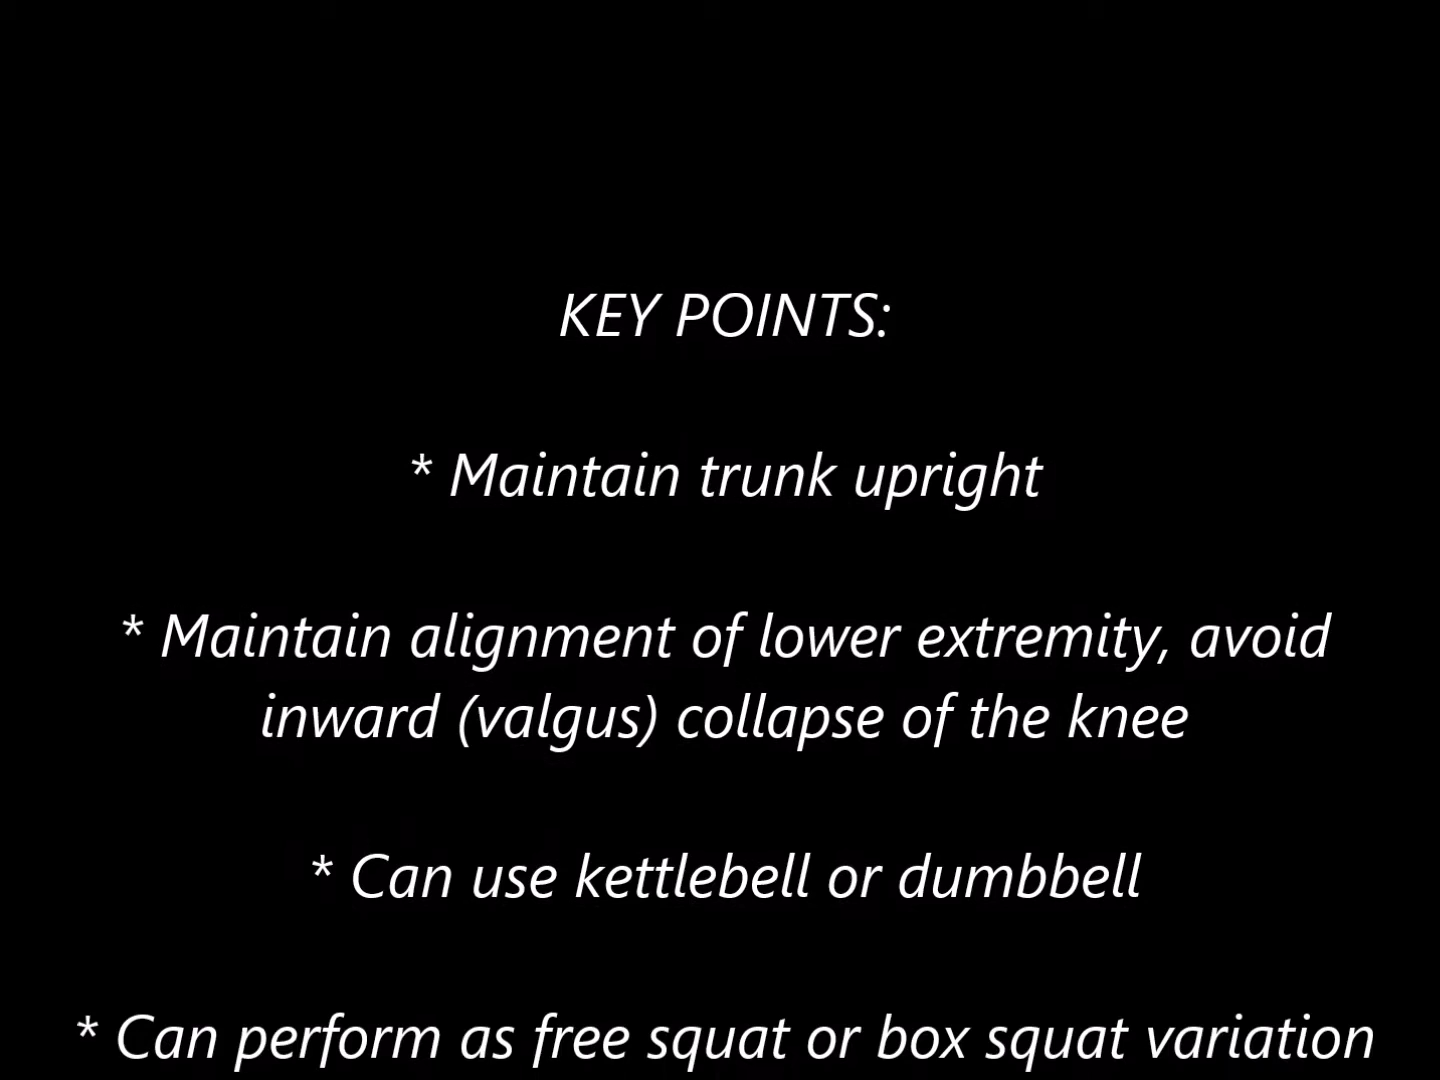 KEY POINTS:
* Maintain trunk upright
* Maintain alignment of lower extremity, avoid
inward (valgus) collapse of the knee
* Can use kettlebell or dumbbell
* Can perform as free squat or box squat variation